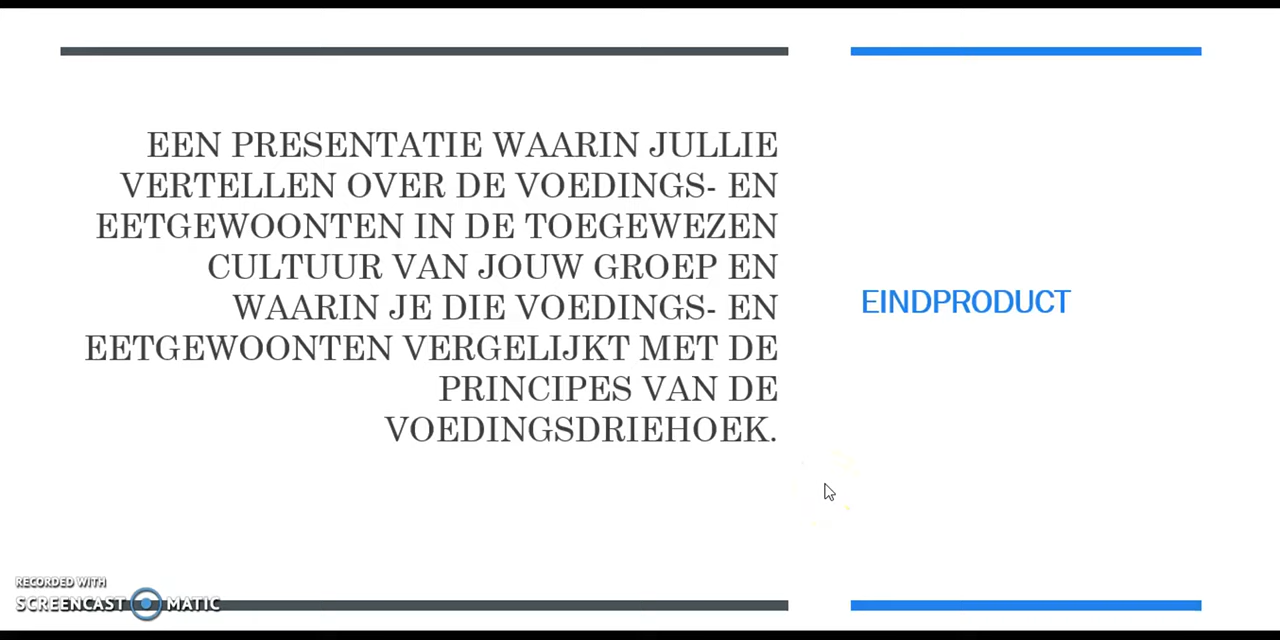 EEN PRESENTATIE WAARIN JULLIE
VERTELLEN OVER DE VOEDINGS- EN
EETGEWOONTEN IN DE TOEGEWEZEN
CULTUUR VAN JOUW GROEP EN
WAARIN JE DIE VOEDINGS- EN
EETGEWOONTEN VERGELIJKT MET DE
PRINCIPES VAN DE
VOEDINGSDRIEHOEK.
EINDPRODUCT
RECORDED WITH
SCREENCAST MATIC